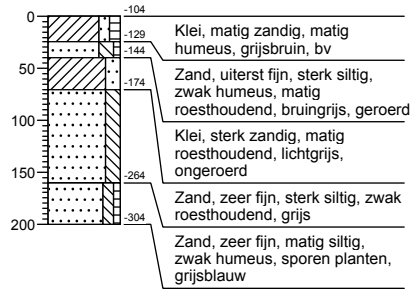 0
-104
Klei, matig zandig, matig
humeus, grijsbruin, bv
-129
-144
Zand, uiterst fijn, sterk siltig,
zwak humeus, matig
roesthoudend, bruingrijs, geroerd
50
-174
Klei, sterk zandig, matig
roesthoudend, lichtgrijs,
ongeroerd
100
150
-264
Zand, zeer fijn, sterk siltig, zwak
roesthoudend, grijs
200
-304
Zand, zeer fijn, matig siltig,
zwak humeus, sporen planten,
grijsblauw